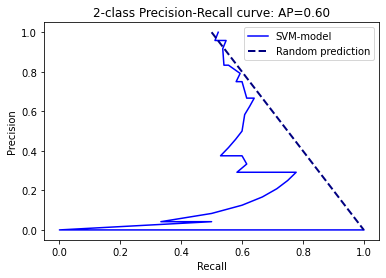 2-class Precision-Recall curve: AP=0.60
SVM-model
Random prediction
1.0
0.8
0.6
0.4
0.2
0.0
Precision
0.0 0.2 0.4 0.6 0.8 1.0
Recall